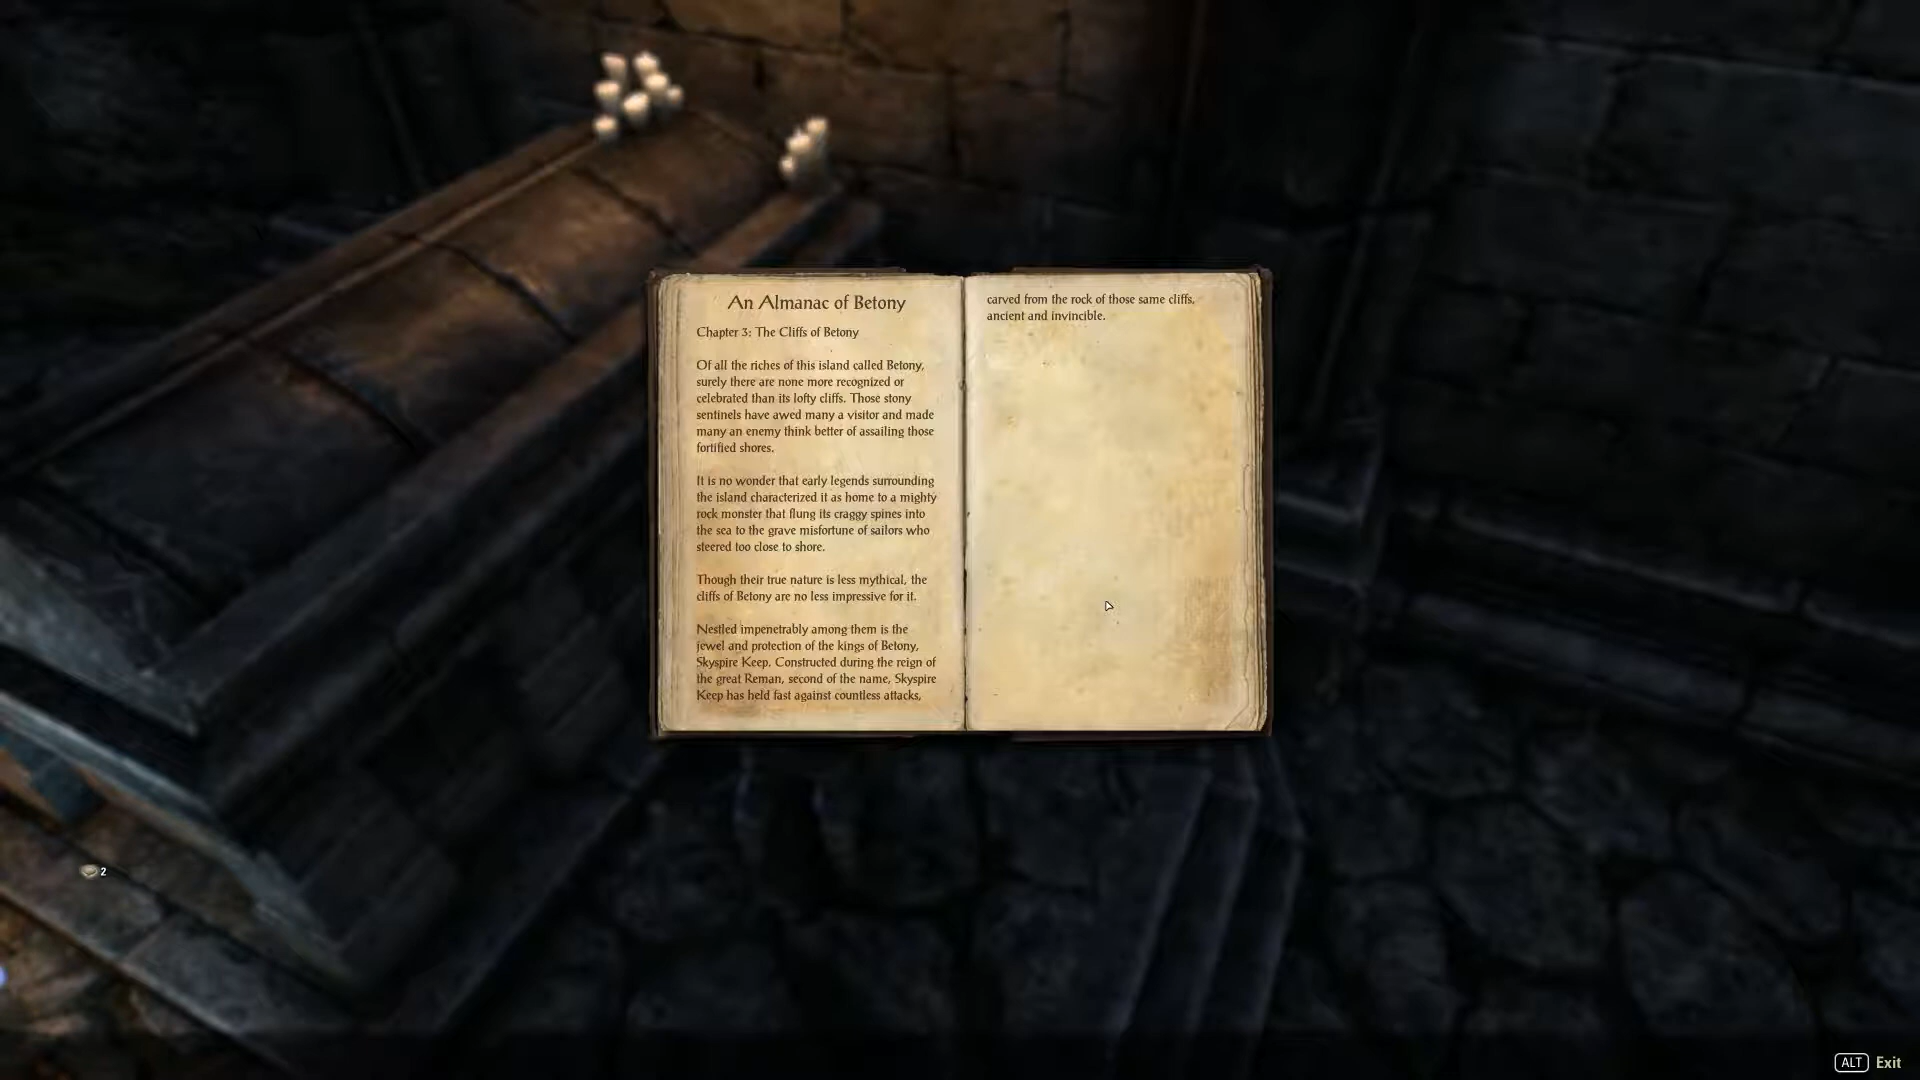 An Almanac of Betony
Chapter 3: The Cliffs of Betony
Of all the riches of this island called Betony,
surely there are none more recognized or
celebrated than its lofty cliffs. Those stony
sentinels have awed many a visitor and made
many an enemy think better of assailing those
fortified shores.
It is no wonder that early legends surrounding
the island characterized it as home to a mighty
rock monster that flung its craggy spines into
the sea to the grave misfortune of sailors who
steered too close to shore.
Though their true nature is less mythical, the
cliffs of Betony are no less impressive for it.
Nestled impenetrably among them is the
jewel and protection of the kings of Betony,
Skyspire Keep. Constructed during the reign of
the great Reman, second of the name, Skyspire
Keep has held fast against countless attacks,
carved from the rock of those same cliffs,
ancient and invincible.
2
ALT Exit